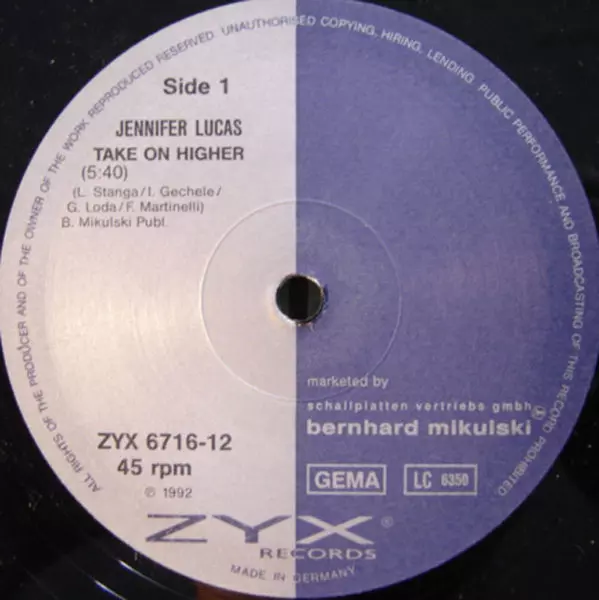 ALL RIGHTS OF THE PRODUCER AND OF THE OWNER OF THE WORK REPRODUCED RESERVED. UNAUTHORISED COPYING, HIRING, LENDING, PUBLIC PERFORMANCE AND BROADCASTING OF THIS RECORD PROHIBITED
Side 1
JENNIFER LUCAS
TAKE ON HIGHER
(5:40)
(L. Stanga/I. Gechele/
G. Loda/F. Martinelli)
B. Mikulski Publ.
marketed by
schallplatten vertriebs gmbh
bernhard mikulski
ZYX 6716-12
45 rpm
GEMA
LC 6350
℗ 1992
ZYX®
RECORDS
MADE IN GERMANY